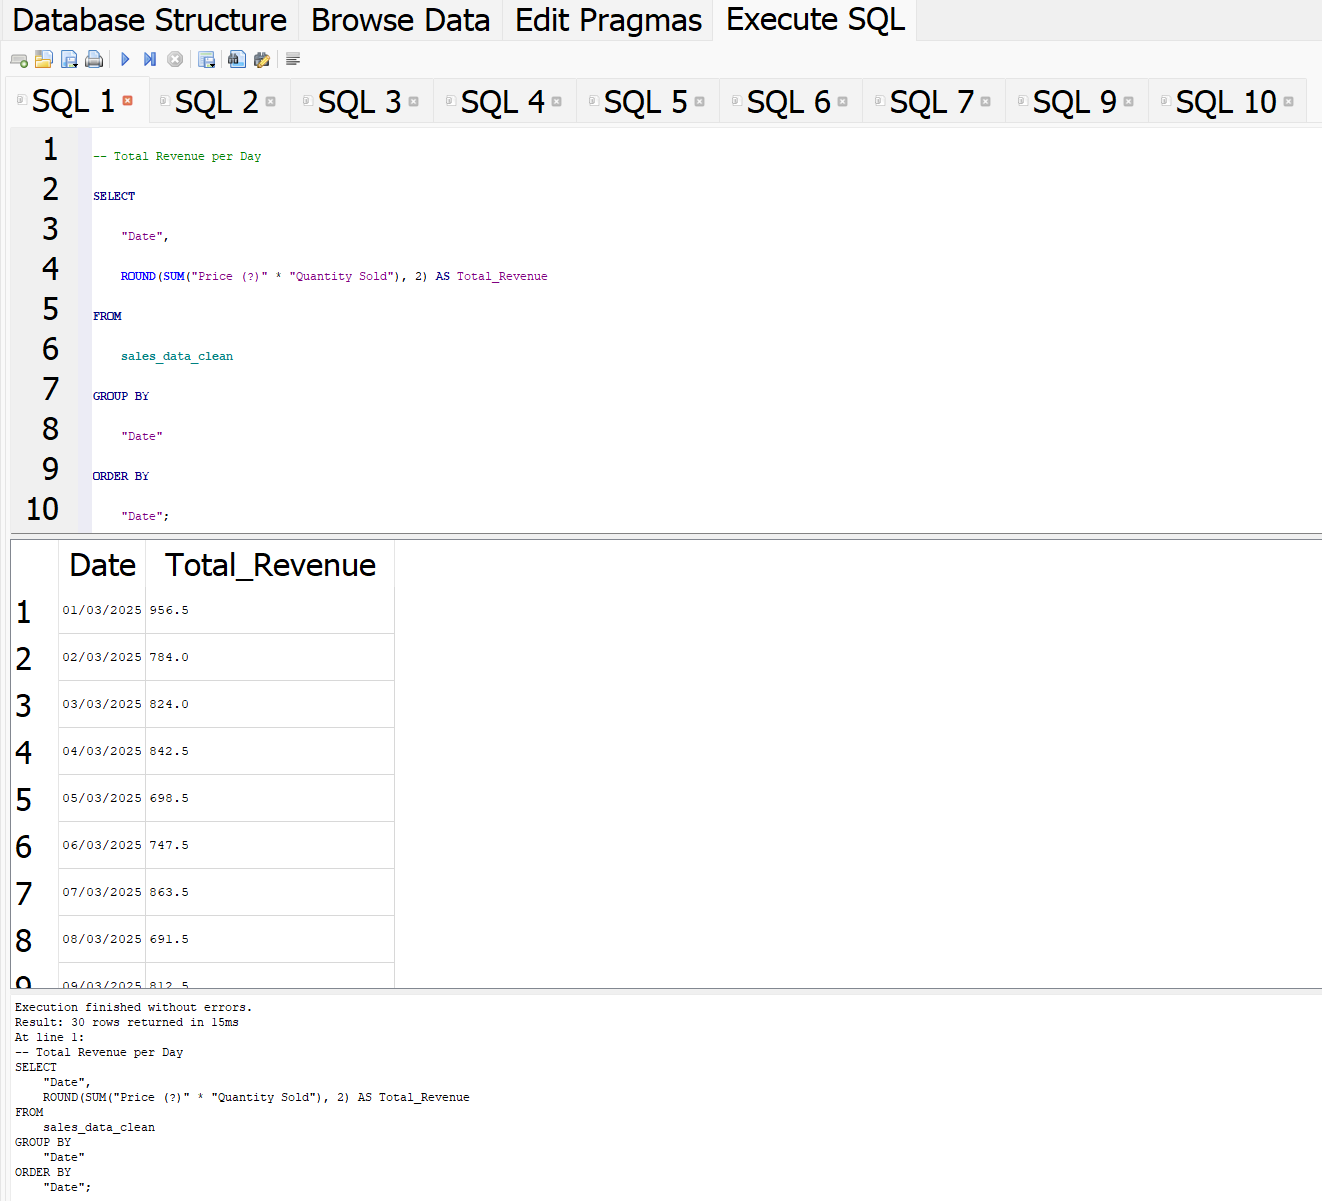 Database Structure Browse Data Edit Pragmas Execute SQL
SQL 1 SQL 2 SQL 3 SQL 4 SQL 5 SQL 6 SQL 7 SQL 9 SQL 10
1 -- Total Revenue per Day
2 SELECT
3 "Date",
4 ROUND(SUM("Price (?)" * "Quantity Sold"), 2) AS Total_Revenue
5 FROM
6 sales_data_clean
7 GROUP BY
8 "Date"
9 ORDER BY
10 "Date";
Date Total_Revenue
1 01/03/2025 956.5
2 02/03/2025 784.0
3 03/03/2025 824.0
4 04/03/2025 842.5
5 05/03/2025 698.5
6 06/03/2025 747.5
7 07/03/2025 863.5
8 08/03/2025 691.5
9 09/03/2025 812.5
Execution finished without errors.
Result: 30 rows returned in 15ms
At line 1:
-- Total Revenue per Day
SELECT
"Date",
ROUND(SUM("Price (?)" * "Quantity Sold"), 2) AS Total_Revenue
FROM
sales_data_clean
GROUP BY
"Date"
ORDER BY
"Date";